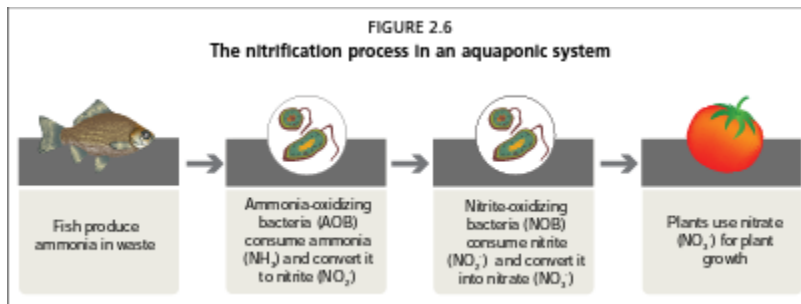 FIGURE 2.6
The nitrification process in an aquaponic system
Fish produce
ammonia in waste
Ammonia-oxidizing
bacteria (AOB)
consume ammonia
(NH₃) and convert it
to nitrite (NO₂⁻)
Nitrite-oxidizing
bacteria (NOB)
consume nitrite
(NO₂⁻) and convert it
into nitrate (NO₃⁻)
Plants use nitrate
(NO₃⁻) for plant
growth